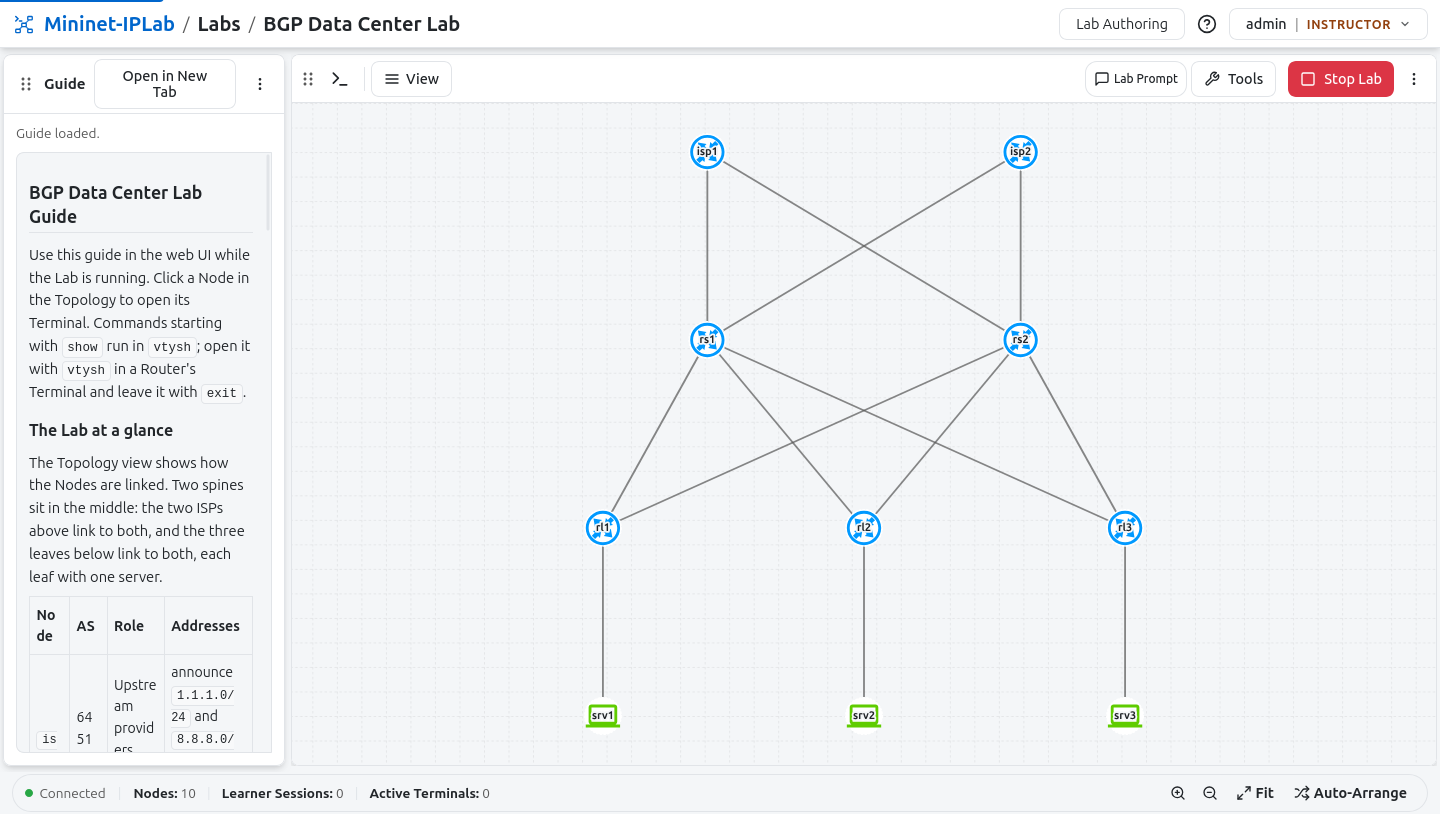 Mininet-IPLab / Labs / BGP Data Center Lab
Lab Authoring
admin | INSTRUCTOR
Guide
Open in New
Tab
View
Lab Prompt
Tools
Stop Lab
Guide loaded.
BGP Data Center Lab
Guide
Use this guide in the web UI while
the Lab is running. Click a Node in
the Topology to open its
Terminal. Commands starting
with show run in vtysh; open it
with vtysh in a Router's
Terminal and leave it with exit.
The Lab at a glance
The Topology view shows how
the Nodes are linked. Two spines
sit in the middle: the two ISPs
above link to both, and the three
leaves below link to both, each
leaf with one server.
No
de
AS
Role
Addresses
is
64
51
Upstre
am
provid
ers
announce
1.1.1.0/
24 and
8.8.8.0/
isp1
isp2
rs1
rs2
rl1
rl2
rl3
srv1
srv2
srv3
Connected
Nodes: 10
Learner Sessions: 0
Active Terminals: 0
Fit
Auto-Arrange